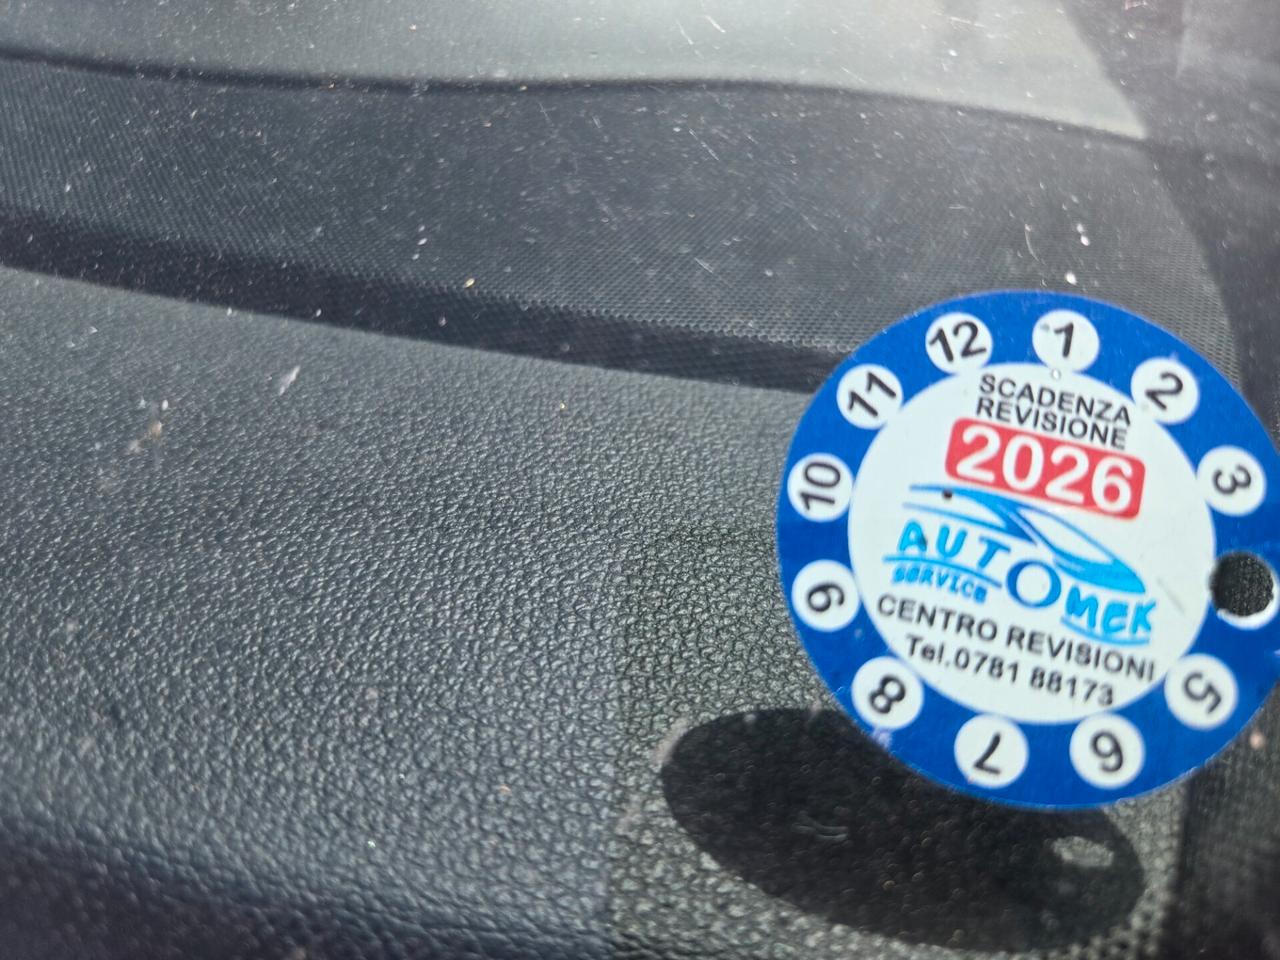 12 1 2
11 3
10
9 5
8
7 6
SCADENZA
REVISIONE
2026
AUTOMEK
SERVICE
CENTRO REVISIONI
Tel.0781 88173